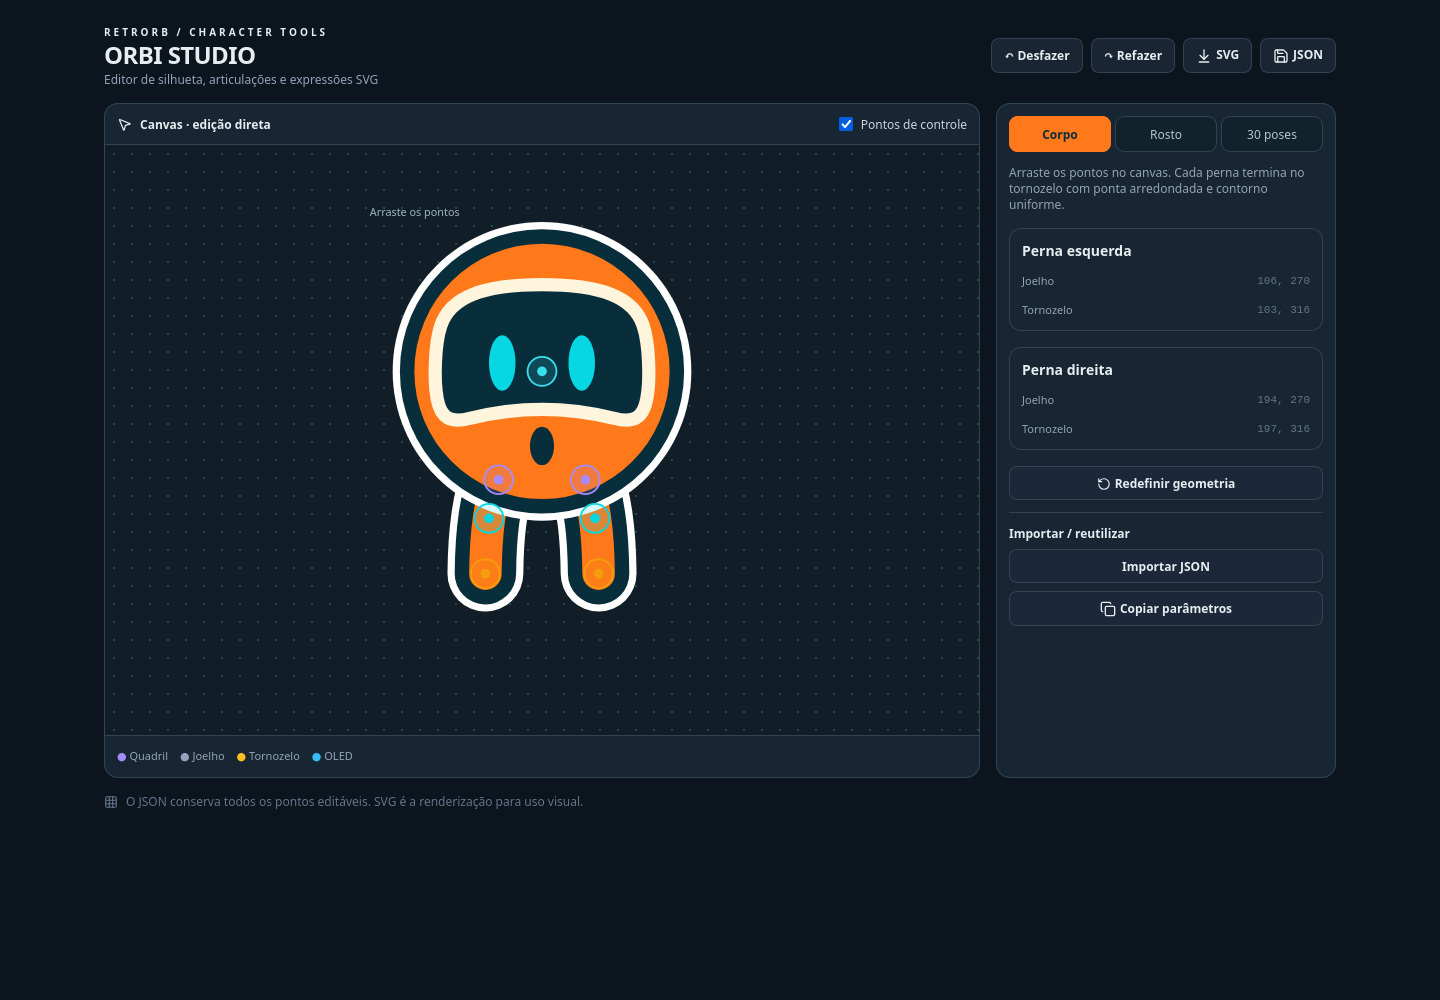 RETRORB / CHARACTER TOOLS
ORBI STUDIO
Editor de silhueta, articulações e expressões SVG
↶ Desfazer
↷ Refazer
SVG
JSON
Canvas · edição direta
Pontos de controle
Arraste os pontos
Quadril
Joelho
Tornozelo
OLED
Corpo
Rosto
30 poses
Arraste os pontos no canvas. Cada perna termina no
tornozelo com ponta arredondada e contorno
uniforme.
Perna esquerda
Joelho 106, 270
Tornozelo 103, 316
Perna direita
Joelho 194, 270
Tornozelo 197, 316
Redefinir geometria
Importar / reutilizar
Importar JSON
Copiar parâmetros
O JSON conserva todos os pontos editáveis. SVG é a renderização para uso visual.